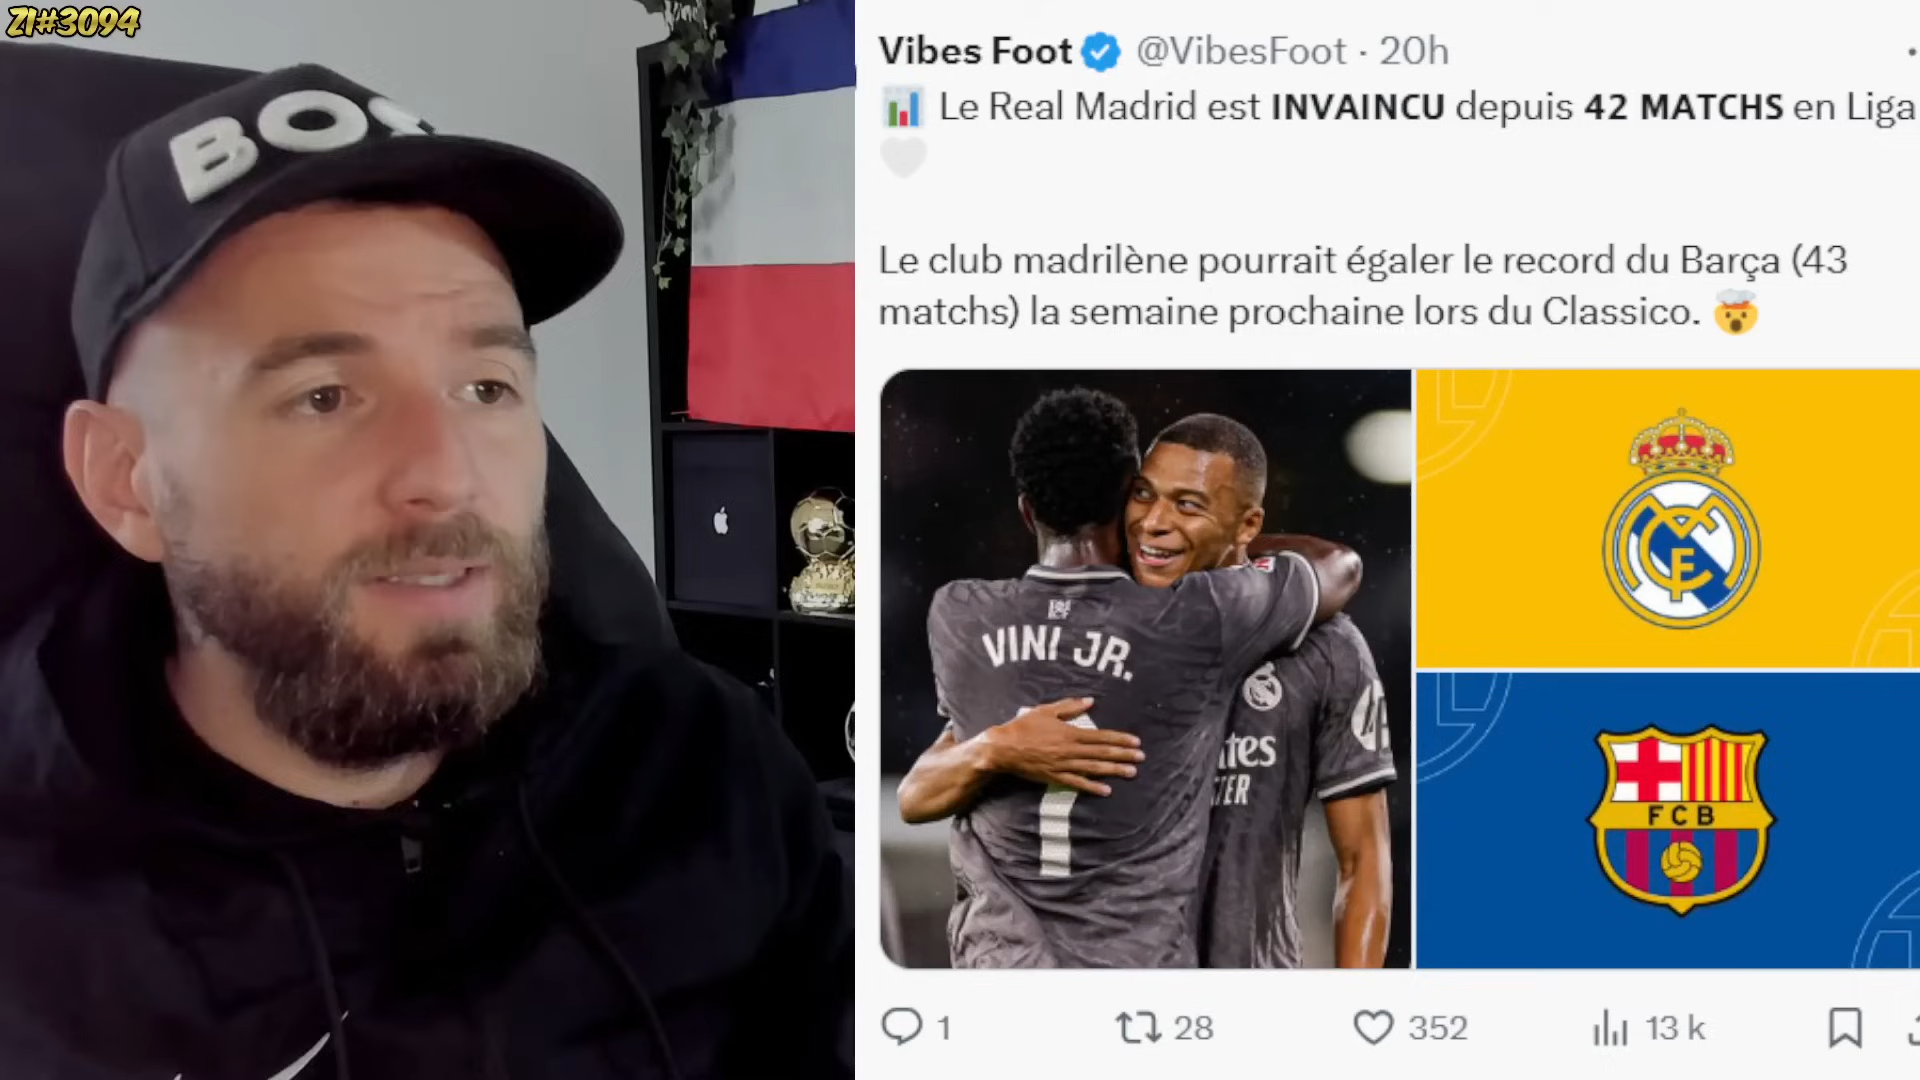 ZI#3094
BOS
Vibes Foot @VibesFoot · 20h
Le Real Madrid est INVAINCU depuis 42 MATCHS en Liga
Le club madrilène pourrait égaler le record du Barça (43
matchs) la semaine prochaine lors du Classico.
VINI JR.
7
FCB
1
28
352
13 k